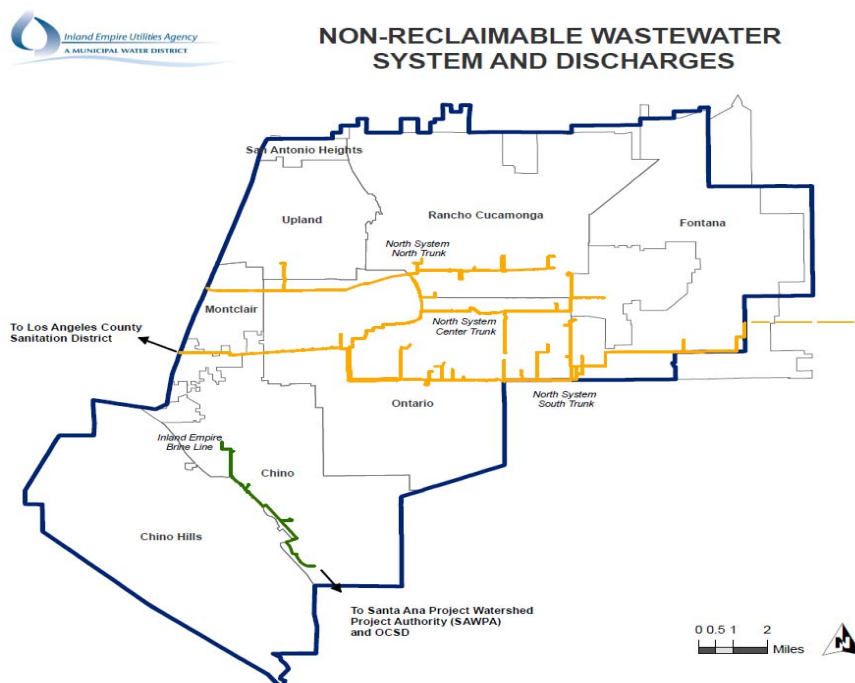 Inland Empire Utilities Agency
A MUNICIPAL WATER DISTRICT
NON-RECLAIMABLE WASTEWATER
SYSTEM AND DISCHARGES
San Antonio Heights
Upland
Rancho Cucamonga
Fontana
North System
North Trunk
Montclair
To Los Angeles County
Sanitation District
North System
Center Trunk
Ontario
North System
South Trunk
Inland Empire
Brine Line
Chino
Chino Hills
To Santa Ana Project Watershed
Project Authority (SAWPA)
and OCSD
0 0.5 1 2
Miles
N